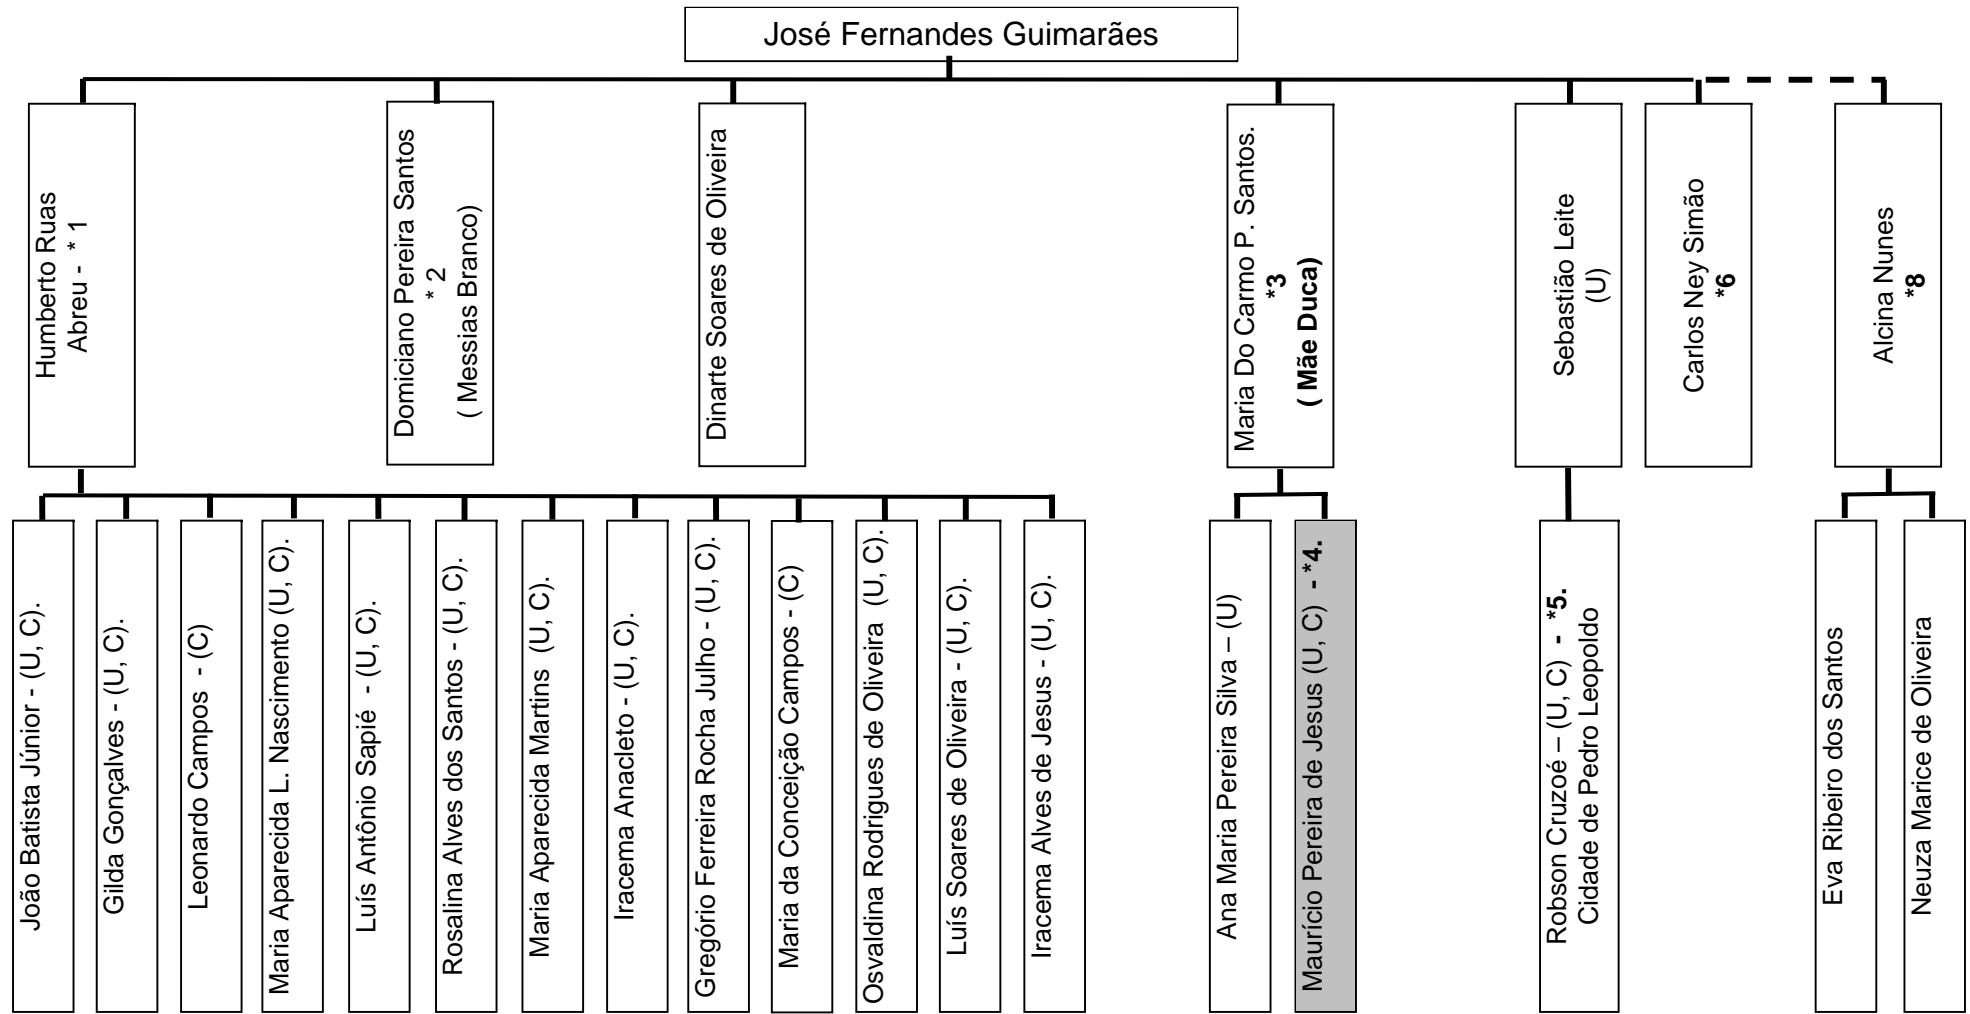 José Fernandes Guimarães
Humberto Ruas
Abreu - * 1
Domiciano Pereira Santos
* 2
( Messias Branco)
Dinarte Soares de Oliveira
Maria Do Carmo P. Santos.
*3
( Mãe Duca)
Sebastião Leite
(U)
Carlos Ney Simão
*6
Alcina Nunes
*8
João Batista Júnior - (U, C).
Gilda Gonçalves - (U, C).
Leonardo Campos - (C)
Maria Aparecida L. Nascimento (U, C).
Luís Antônio Sapié - (U, C).
Rosalina Alves dos Santos - (U, C).
Maria Aparecida Martins (U, C).
Iracema Anacleto - (U, C).
Gregório Ferreira Rocha Julho - (U, C).
Maria da Conceição Campos - (C)
Osvaldina Rodrigues de Oliveira (U, C).
Luís Soares de Oliveira - (U, C).
Iracema Alves de Jesus - (U, C).
Ana Maria Pereira Silva – (U)
Maurício Pereira de Jesus (U, C) - *4.
Robson Cruzoé – (U, C) - *5.
Cidade de Pedro Leopoldo
Eva Ribeiro dos Santos
Neuza Marice de Oliveira